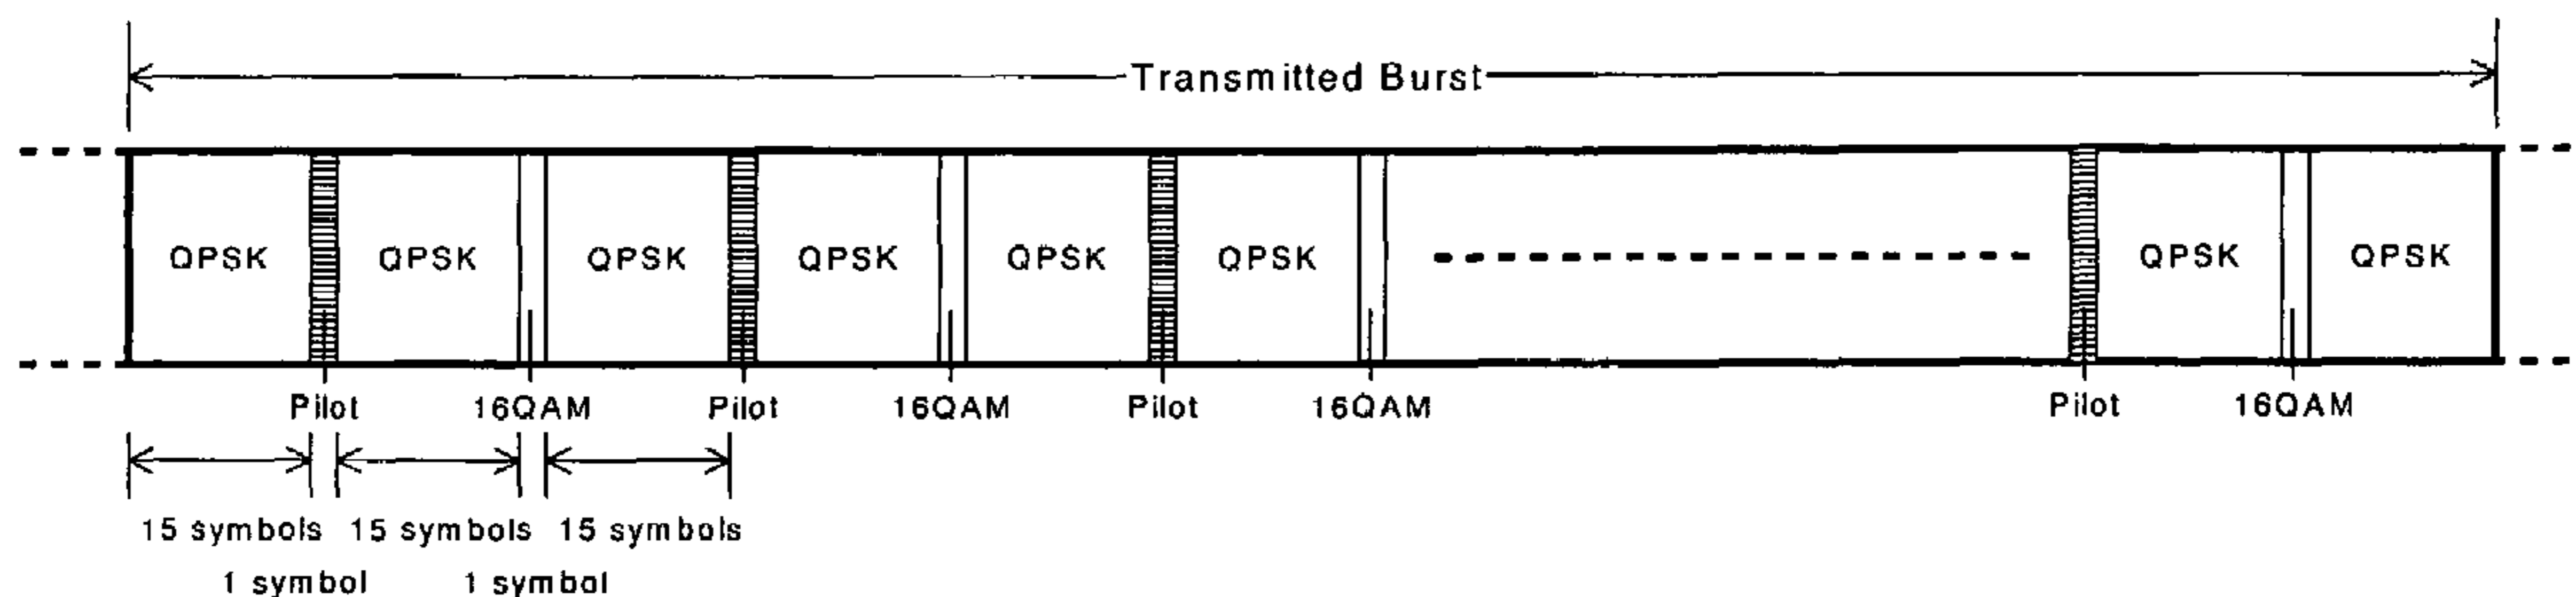 Transmitted Burst
QPSK QPSK QPSK QPSK QPSK QPSK QPSK QPSK
Pilot 16QAM Pilot 16QAM Pilot 16QAM Pilot 16QAM
15 symbols 15 symbols 15 symbols
1 symbol 1 symbol